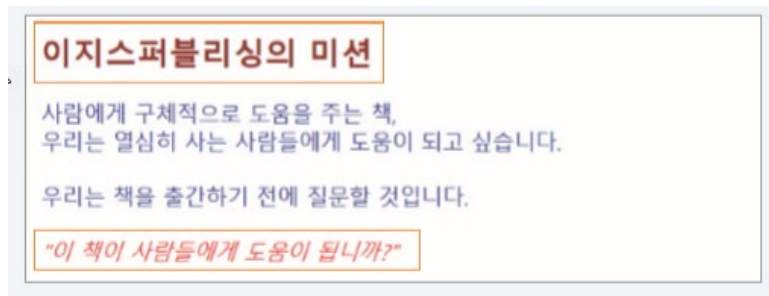 이지스퍼블리싱의 미션
사람에게 구체적으로 도움을 주는 책,
우리는 열심히 사는 사람들에게 도움이 되고 싶습니다.
우리는 책을 출간하기 전에 질문할 것입니다.
"이 책이 사람들에게 도움이 됩니까?"